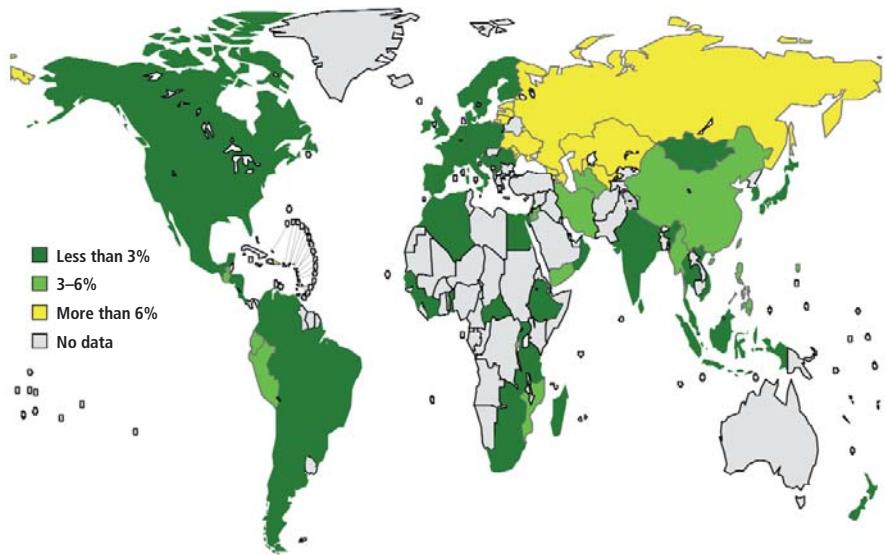 Less than 3%
3–6%
More than 6%
No data